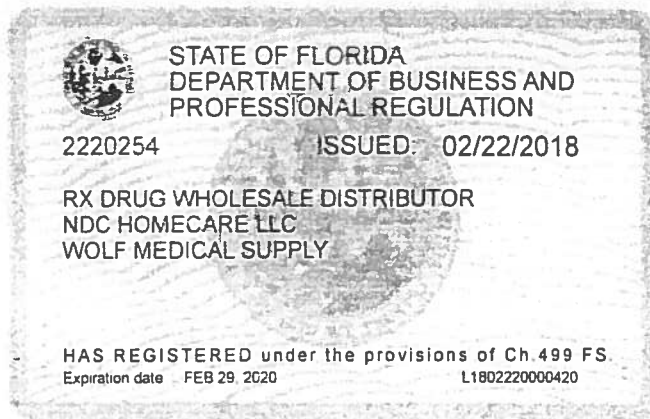 STATE OF FLORIDA
DEPARTMENT OF BUSINESS AND
PROFESSIONAL REGULATION
2220254 ISSUED: 02/22/2018
RX DRUG WHOLESALE DISTRIBUTOR
NDC HOMECARE LLC
WOLF MEDICAL SUPPLY
HAS REGISTERED under the provisions of Ch.499 FS.
Expiration date FEB 29, 2020 L1802220000420